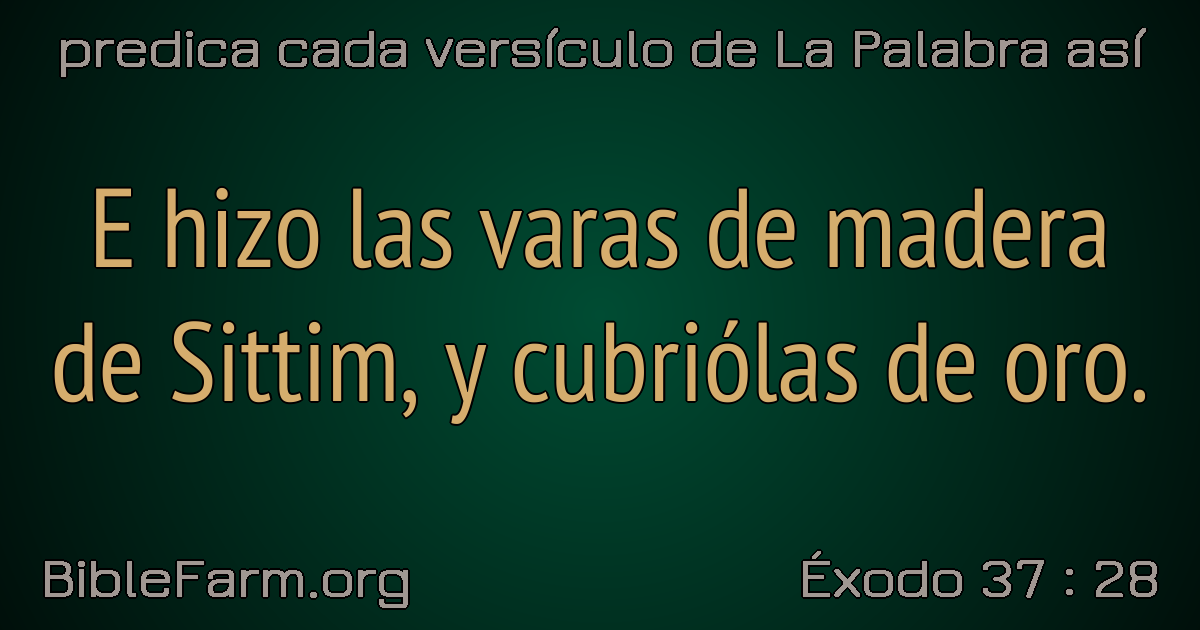 predica cada versículo de La Palabra así
E hizo las varas de madera
de Sittim, y cubriólas de oro.
BibleFarm.org
Éxodo 37 : 28